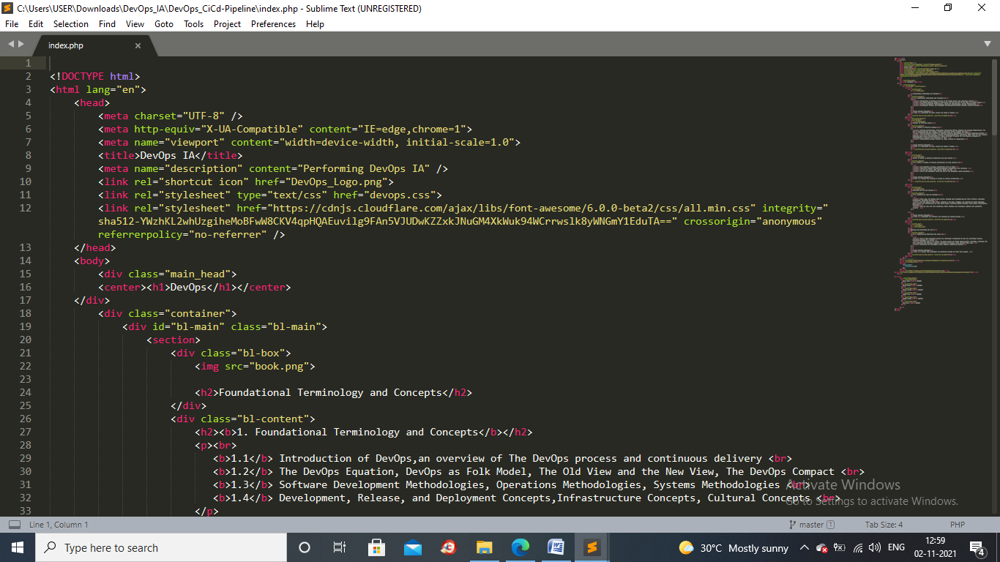 C:\Users\USER\Downloads\DevOps_IA\DevOps_CiCd-Pipeline\index.php - Sublime Text (UNREGISTERED)
File Edit Selection Find View Goto Tools Project Preferences Help
index.php
1
2 <!DOCTYPE html>
3 <html lang="en">
4 <head>
5 <meta charset="UTF-8" />
6 <meta http-equiv="X-UA-Compatible" content="IE=edge,chrome=1">
7 <meta name="viewport" content="width=device-width, initial-scale=1.0">
8 <title>DevOps IA</title>
9 <meta name="description" content="Performing DevOps IA" />
10 <link rel="shortcut icon" href="DevOps_Logo.png">
11 <link rel="stylesheet" type="text/css" href="devops.css">
12 <link rel="stylesheet" href="https://cdnjs.cloudflare.com/ajax/libs/font-awesome/6.0.0-beta2/css/all.min.css" integrity="
sha512-YWzhKL2whUzgiheMoBFwW8CKV4qpHQAEuvilg9FAn5VJUDwKZZxkJNuGM4XkWuk94WCrrwslk8yWNGmY1EduTA==" crossorigin="anonymous"
referrerpolicy="no-referrer" />
13 </head>
14 <body>
15 <div class="main_head">
16 <center><h1>DevOps</h1></center>
17 </div>
18 <div class="container">
19 <div id="bl-main" class="bl-main">
20 <section>
21 <div class="bl-box">
22 <img src="book.png">
23
24 <h2>Foundational Terminology and Concepts</h2>
25 </div>
26 <div class="bl-content">
27 <h2><b>1. Foundational Terminology and Concepts</b></h2>
28 <p><br>
29 <b>1.1</b> Introduction of DevOps,an overview of The DevOps process and continuous delivery <br>
30 <b>1.2</b> The DevOps Equation, DevOps as Folk Model, The Old View and the New View, The DevOps Compact <br>
31 <b>1.3</b> Software Development Methodologies, Operations Methodologies, Systems Methodologies <br>
32 <b>1.4</b> Development, Release, and Deployment Concepts,Infrastructure Concepts, Cultural Concepts <br>
33 </p>
Activate Windows
Go to Settings to activate Windows.
Line 1, Column 1 master 1 Tab Size: 4 PHP
Type here to search 30°C Mostly sunny ENG 12:59
02-11-2021 4